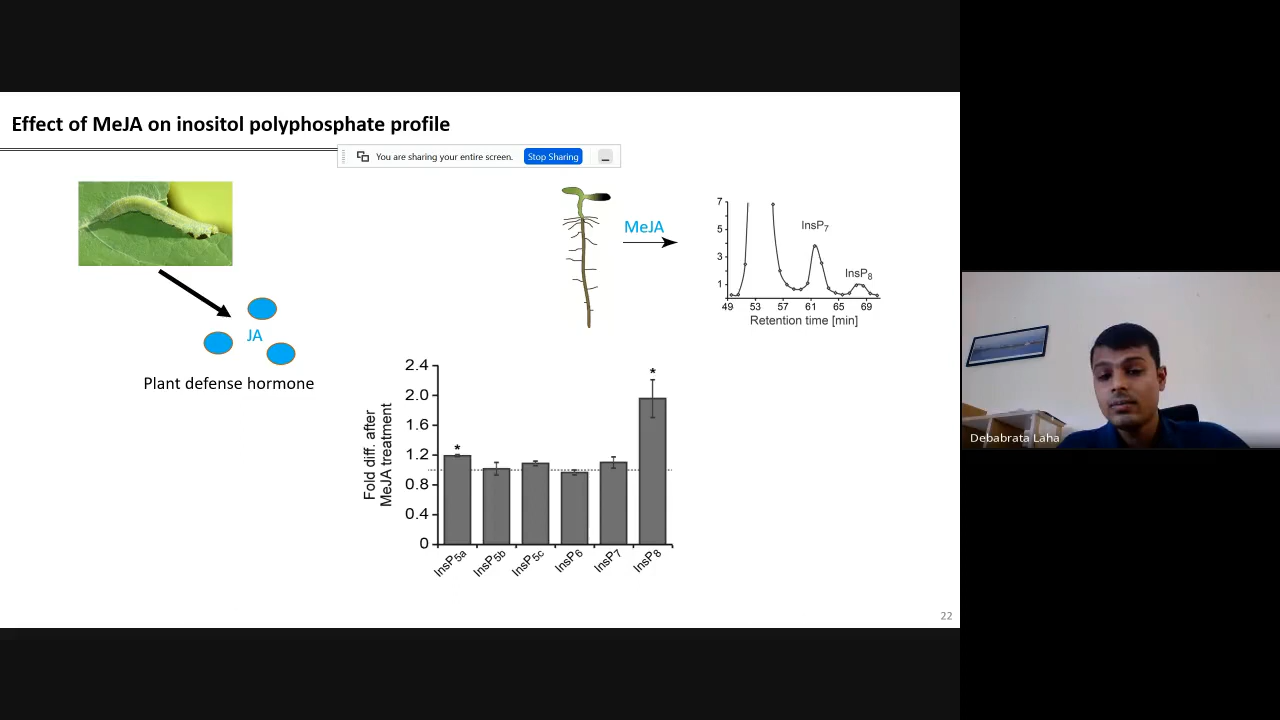 Effect of MeJA on inositol polyphosphate profile
You are sharing your entire screen.
Stop Sharing
JA
Plant defense hormone
MeJA
7
5
3
1
InsP7
InsP8
49 53 57 61 65 69
Retention time [min]
Fold diff. after
MeJA treatment
2.4
2.0
1.6
1.2
0.8
0.4
0
*
*
InsP5a InsP5b InsP5c InsP6 InsP7 InsP8
22
Debabrata Laha